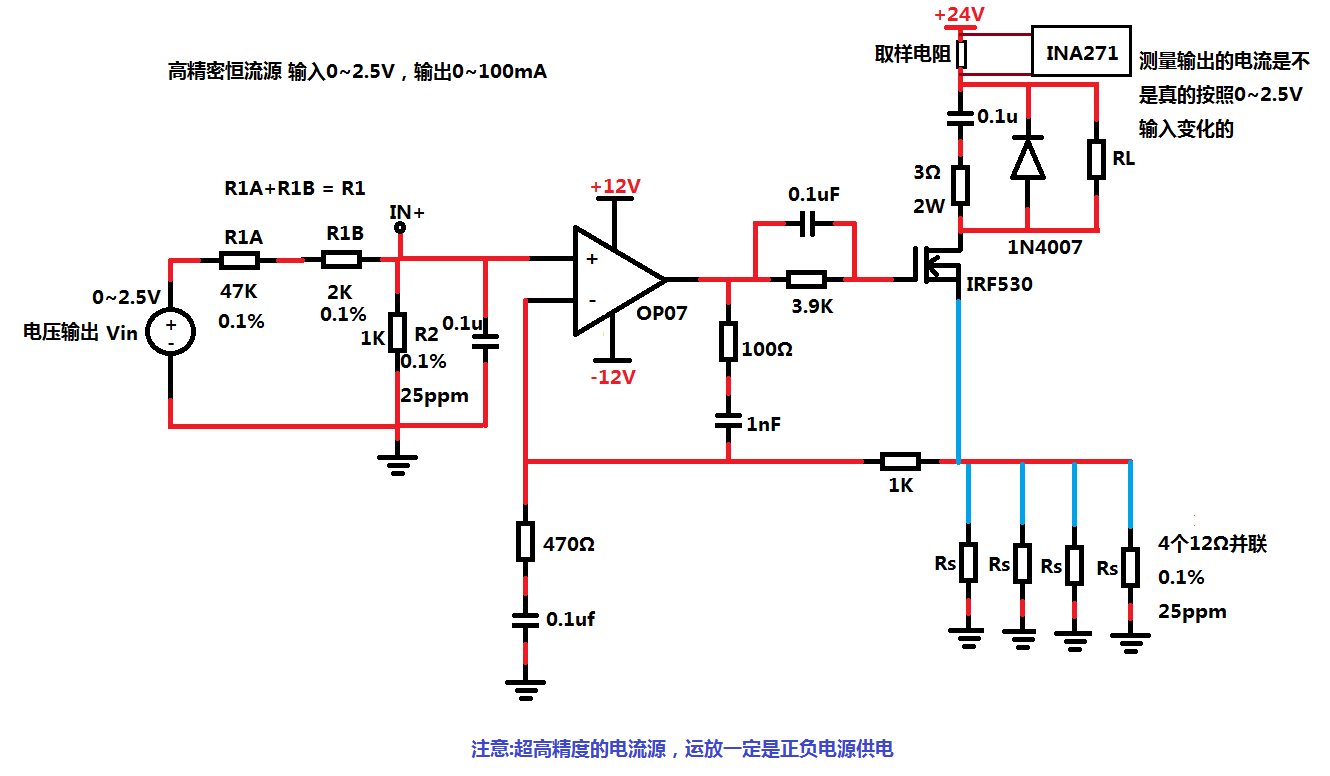 +24V
取样电阻
INA271
高精密恒流源 输入0~2.5V，输出0~100mA
测量输出的电流是不
是真的按照0~2.5V
输入变化的
0.1u
3Ω
2W
RL
1N4007
R1A+R1B = R1
IN+
R1A
R1B
47K
0.1%
2K
0.1%
0~2.5V
电压输出 Vin
+
-
1K
R2
0.1%
25ppm
0.1u
+12V
+
-
OP07
-12V
0.1uF
3.9K
IRF530
100Ω
1nF
1K
470Ω
0.1uf
Rs
Rs
Rs
Rs
4个12Ω并联
0.1%
25ppm
注意:超高精度的电流源，运放一定是正负电源供电